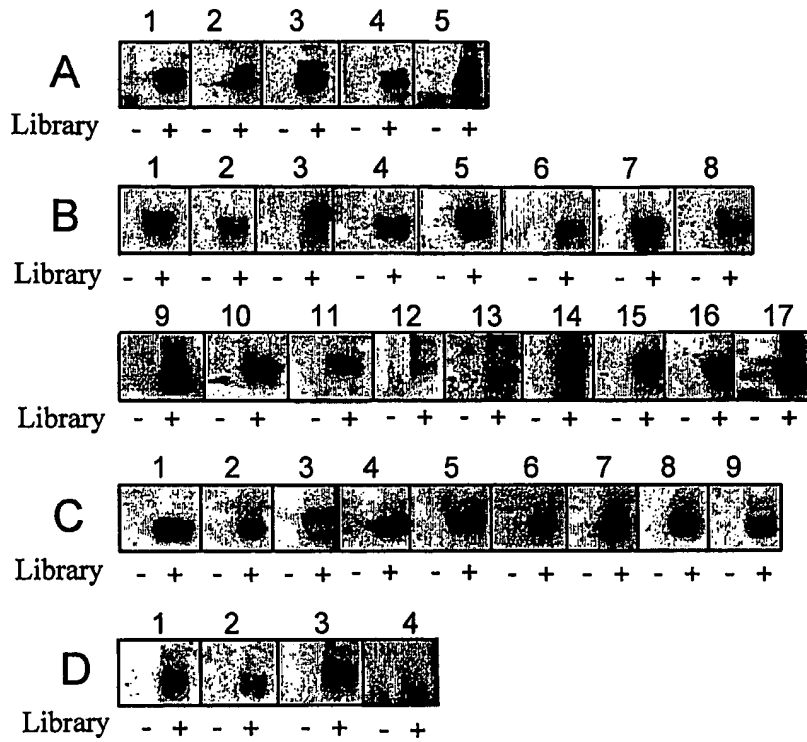 1 2 3 4 5
A
Library - + - + - + - + - +
1 2 3 4 5 6 7 8
B
Library - + - + - + - + - + - + - + - +
9 10 11 12 13 14 15 16 17
Library - + - + - + - + - + - + - + - + - +
1 2 3 4 5 6 7 8 9
C
Library - + - + - + - + - + - + - + - + - +
1 2 3 4
D
Library - + - + - + - +